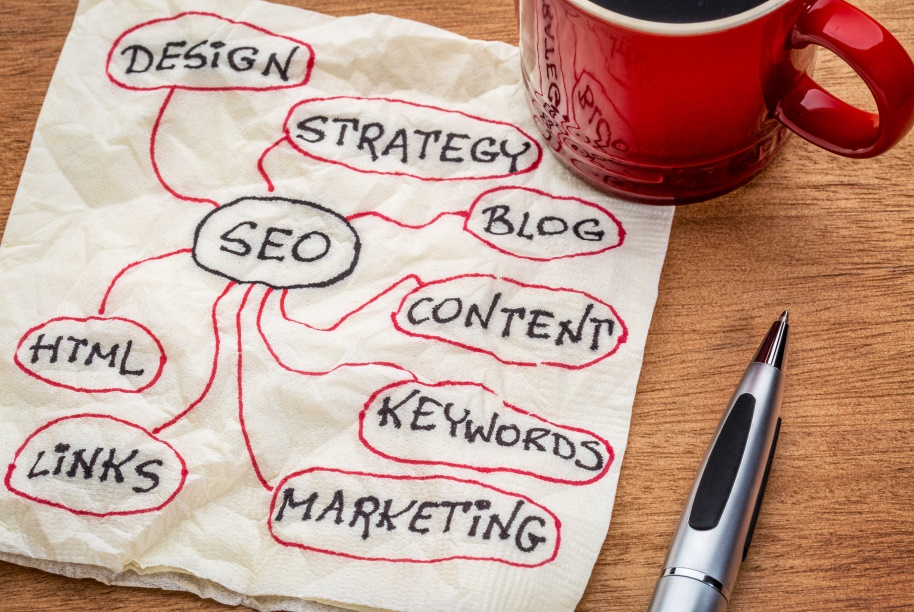 DESiGN
STRATEGY
SEO
BLOG
CONTENT
HTML
KEYWORDS
LiNKS
MARKETiNG